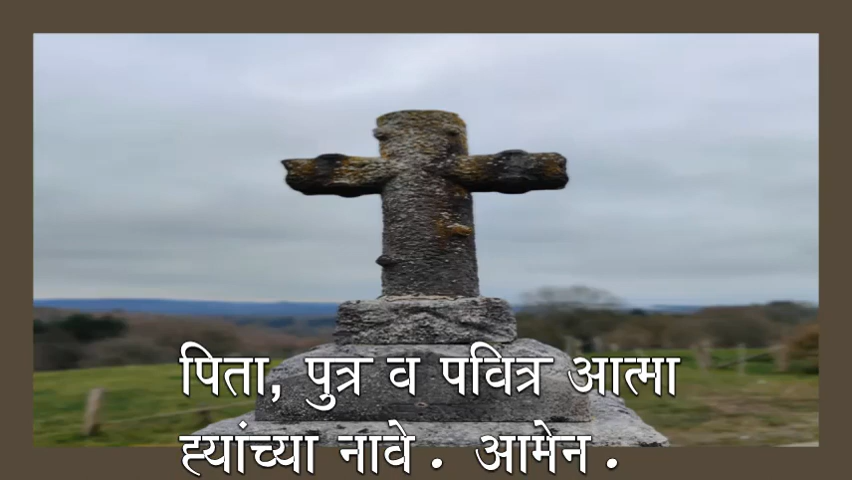 पिता, पुत्र व पवित्र आत्मा
ह्यांच्या नावे. आमेन.